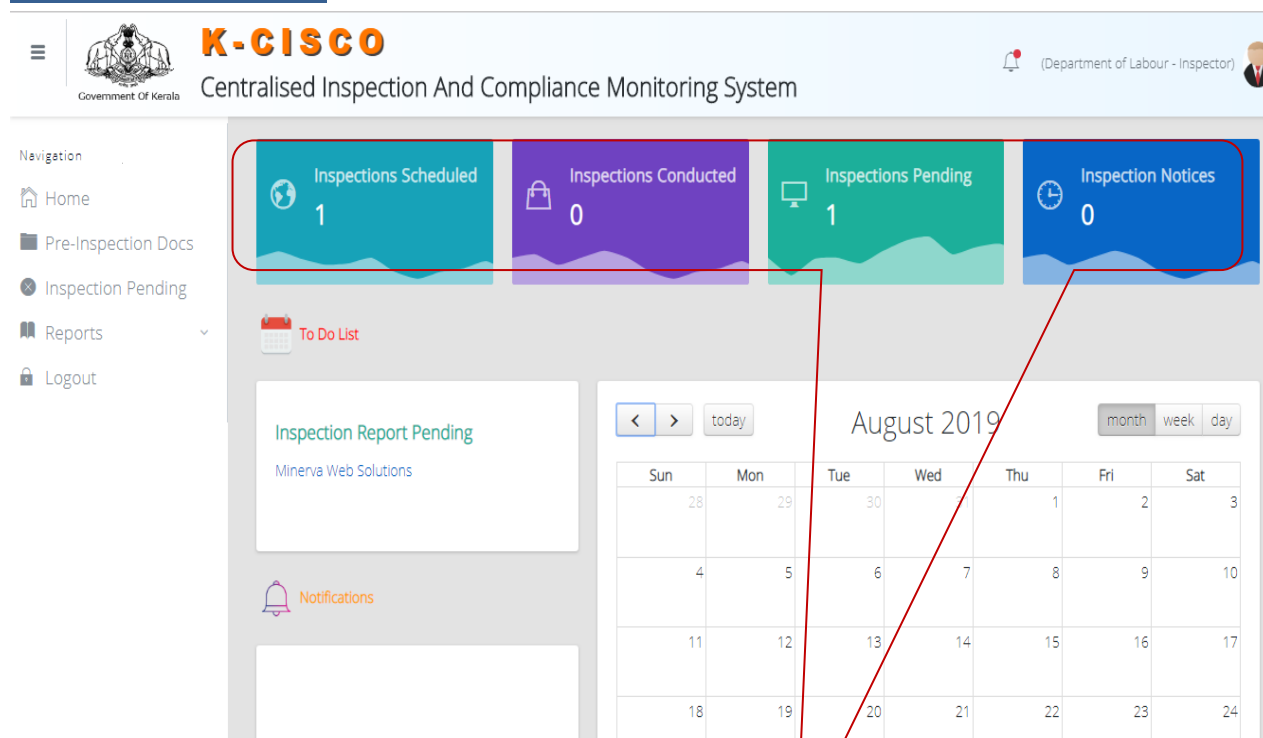 K-CISCO
Government Of Kerala
Centralised Inspection And Compliance Monitoring System
(Department of Labour - Inspector)
Navigation
Home
Pre-Inspection Docs
Inspection Pending
Reports
Logout
Inspections Scheduled
1
Inspections Conducted
0
Inspections Pending
1
Inspection Notices
0
To Do List
Inspection Report Pending
Minerva Web Solutions
Notifications
< > today August 2019 month week day
Sun Mon Tue Wed Thu Fri Sat
28 29 30 31 1 2 3
4 5 6 7 8 9 10
11 12 13 14 15 16 17
18 19 20 21 22 23 24